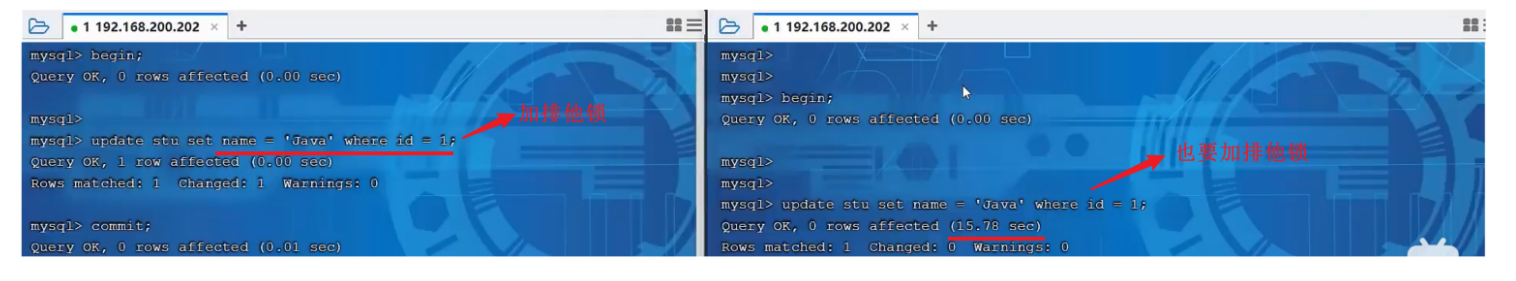 1 192.168.200.202 × +
mysql> begin;
Query OK, 0 rows affected (0.00 sec)
mysql>
加排他锁
mysql> update stu set name = 'Java' where id = 1;
Query OK, 1 row affected (0.00 sec)
Rows matched: 1 Changed: 1 Warnings: 0
mysql> commit;
Query OK, 0 rows affected (0.01 sec)
1 192.168.200.202 × +
mysql>
mysql>
mysql> begin;
Query OK, 0 rows affected (0.00 sec)
mysql>
也要加排他锁
mysql>
mysql> update stu set name = 'Java' where id = 1;
Query OK, 0 rows affected (15.78 sec)
Rows matched: 1 Changed: 0 Warnings: 0